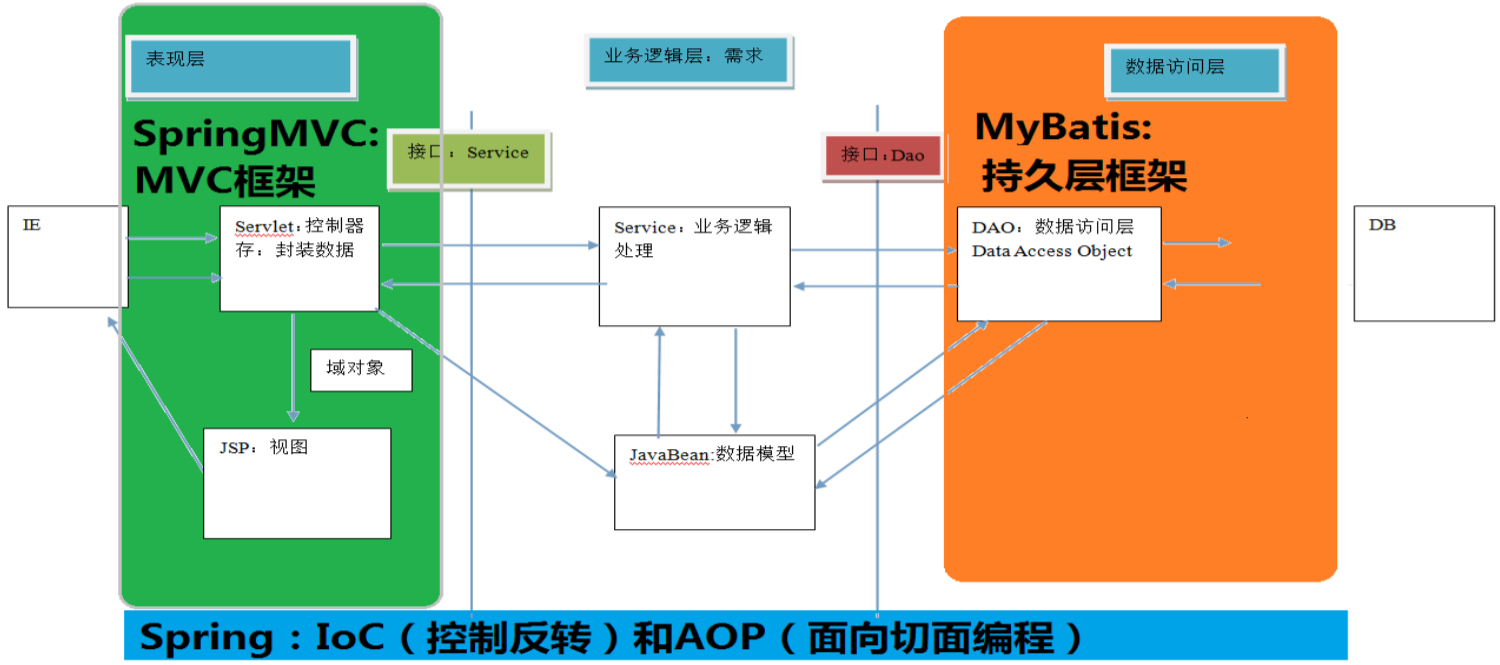 表现层
业务逻辑层：需求
数据访问层
SpringMVC:
MVC框架
接口：Service
接口：Dao
MyBatis:
持久层框架
IE
Servlet:控制器
存：封装数据
Service：业务逻辑
处理
DAO：数据访问层
Data Access Object
DB
域对象
JSP：视图
JavaBean:数据模型
Spring：IoC（控制反转）和AOP（面向切面编程）